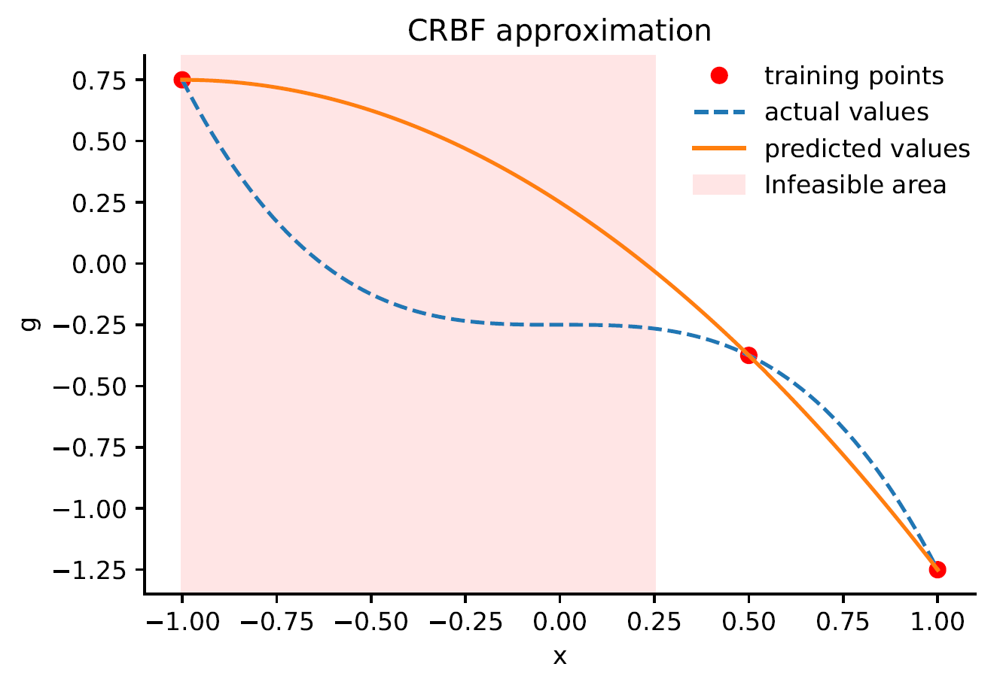 CRBF approximation
training points
actual values
predicted values
Infeasible area
g
0.75
0.50
0.25
0.00
−0.25
−0.50
−0.75
−1.00
−1.25
−1.00 −0.75 −0.50 −0.25 0.00 0.25 0.50 0.75 1.00
x